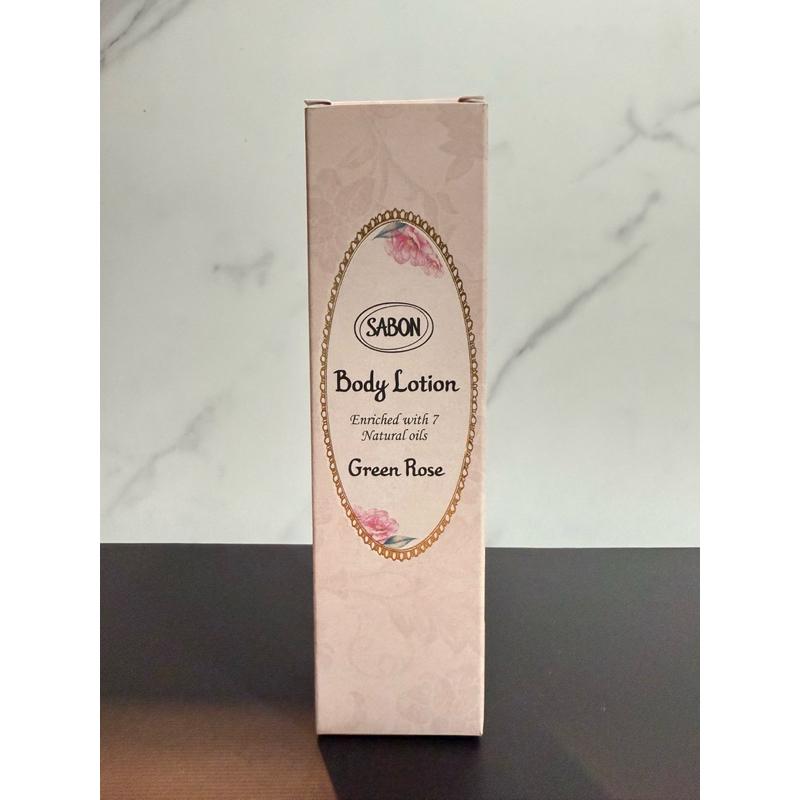 SABON
Body Lotion
Enriched with 7
Natural oils
Green Rose